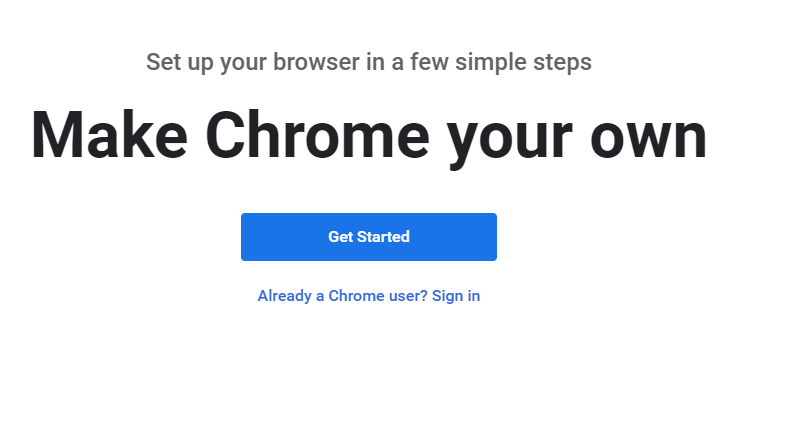 Set up your browser in a few simple steps
Make Chrome your own
Get Started
Already a Chrome user? Sign in